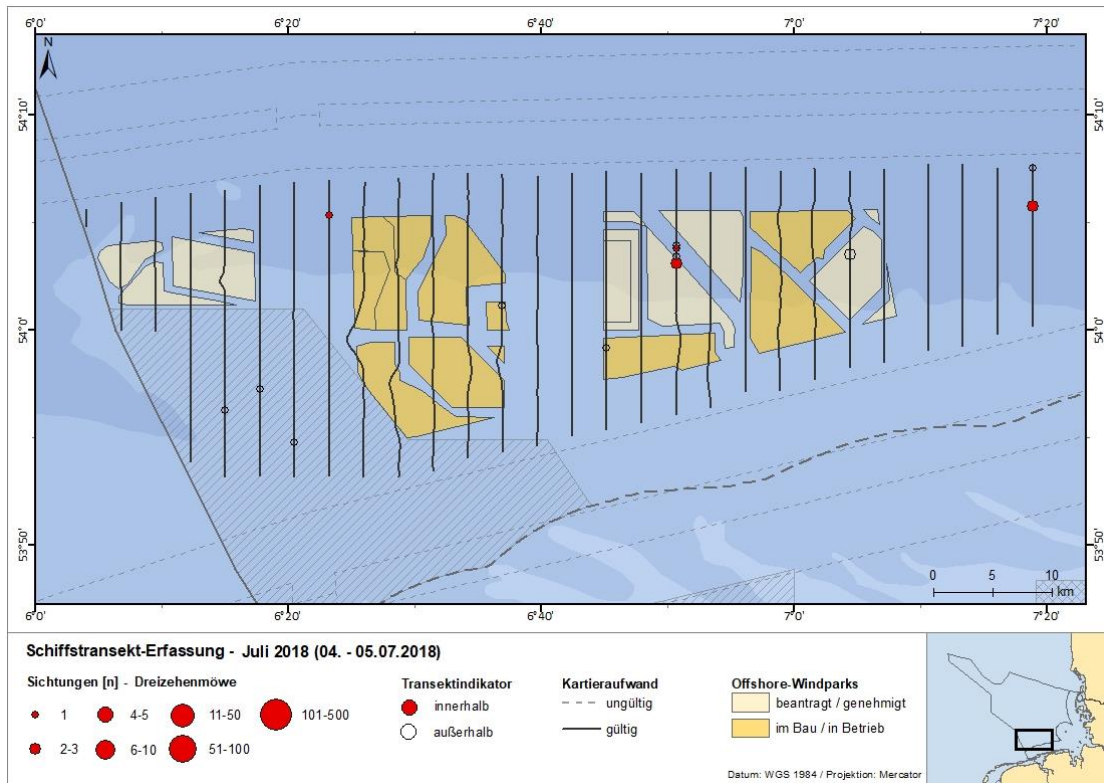 6°0' 6°20' 6°40' 7°0' 7°20'
N
54°10' 54°10'
54°0' 54°0'
53°50' 53°50'
0 5 10
km
6°0' 6°20' 6°40' 7°0' 7°20'
Schiffstransekt-Erfassung - Juli 2018 (04. - 05.07.2018)
Sichtungen [n] - Dreizehenmöwe
1 4-5 11-50 101-500
2-3 6-10 51-100
Transektindikator
innerhalb
außerhalb
Kartieraufwand
ungültig
gültig
Offshore-Windparks
beantragt / genehmigt
im Bau / in Betrieb
Datum: WGS 1984 / Projektion: Mercator